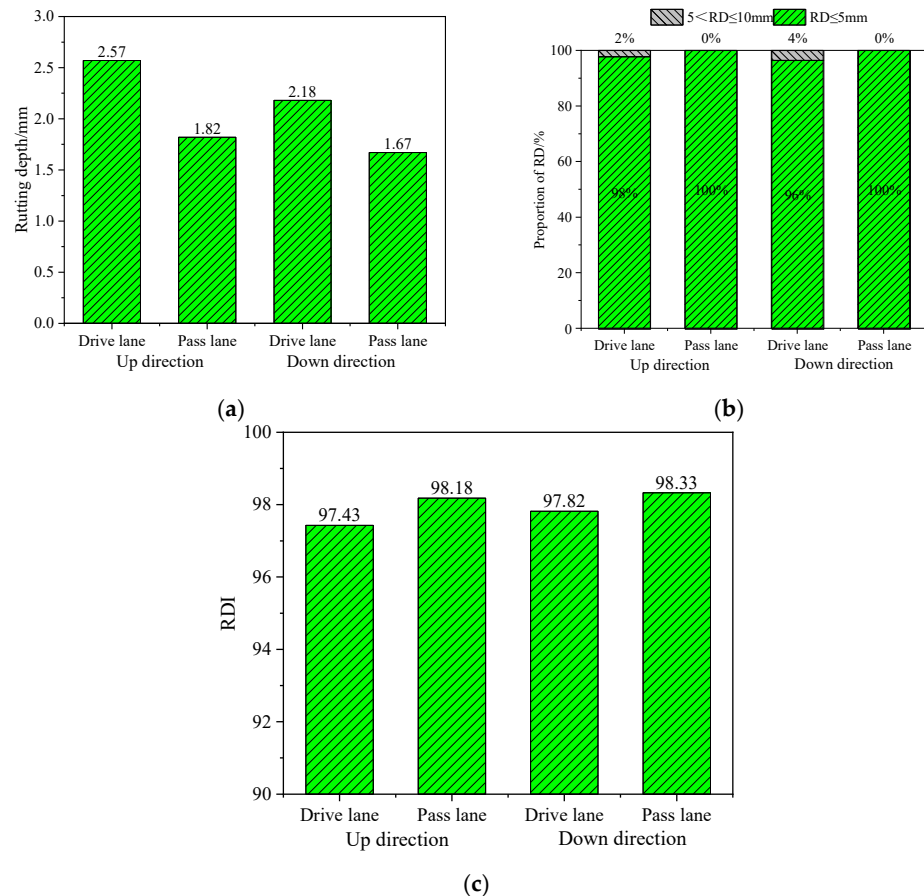 3.0
2.5
2.0
1.5
1.0
0.5
0.0
Rutting depth/mm
2.57
1.82
2.18
1.67
Drive lane Pass lane Drive lane Pass lane
Up direction Down direction
(a)
5<RD≤10mm RD≤5mm
2% 0% 4% 0%
100
80
60
40
20
0
Proportion of RD/%
98% 100% 96% 100%
Drive lane Pass lane Drive lane Pass lane
Up direction Down direction
(b)
100
98
96
94
92
90
RDI
97.43
98.18
97.82
98.33
Drive lane Pass lane Drive lane Pass lane
Up direction Down direction
(c)